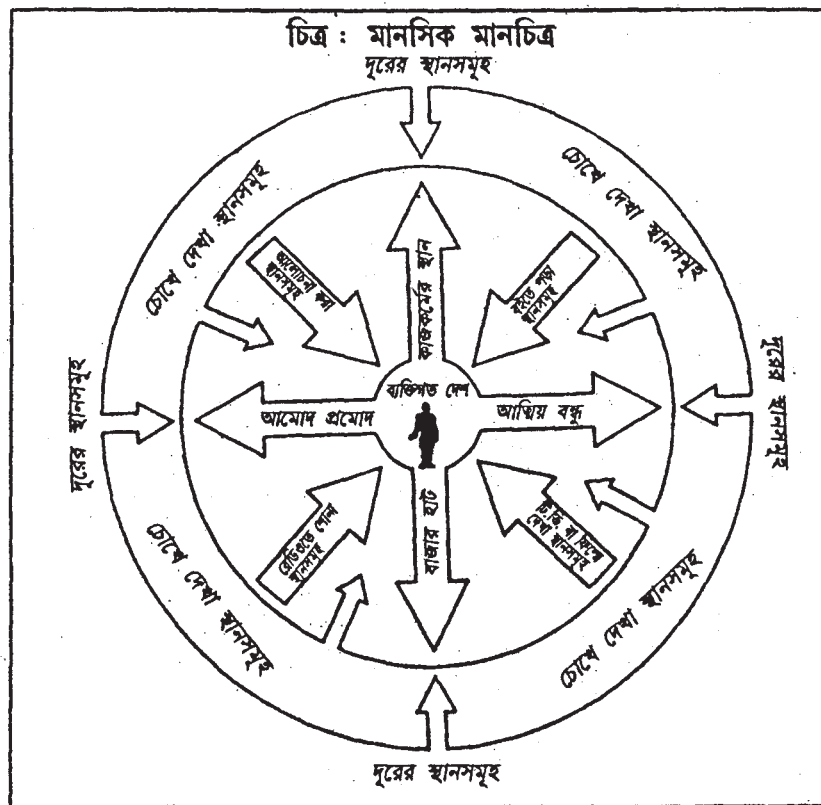 চিত্র : মানসিক মানচিত্র
দূরের স্থানসমূহ
চোখে দেখা স্থানসমূহ
চোখে দেখা স্থানসমূহ
আলোচনা করা
স্থানসমূহ
কাজকর্মের স্থান
বইতে পড়া
স্থানসমূহ
দূরের স্থানসমূহ
ব্যক্তিগত দেশ
দূরের স্থানসমূহ
আমোদ প্রমোদ
আত্মিয় বন্ধু
রেডিওতে শোনা
স্থানসমূহ
বাজার হাট
টি.ভি. বা ফিল্মে
দেখা স্থানসমূহ
চোখে দেখা স্থানসমূহ
চোখে দেখা স্থানসমূহ
দূরের স্থানসমূহ